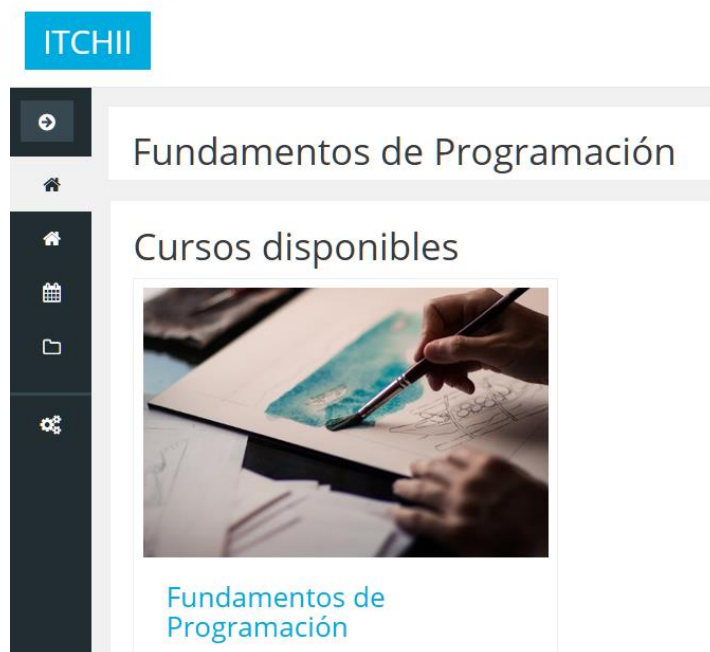 ITCHII
Fundamentos de Programación
Cursos disponibles
Fundamentos de
Programación